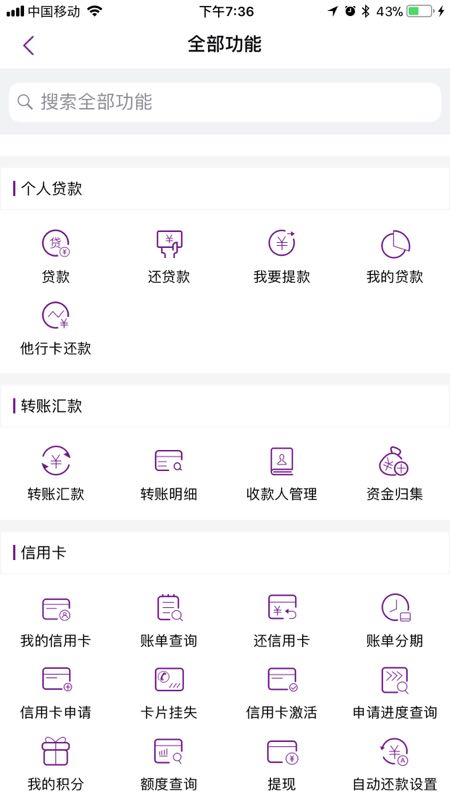 中国移动 下午7:36 43%
全部功能
搜索全部功能
个人贷款
贷款 还贷款 我要提款 我的贷款
他行卡还款
转账汇款
转账汇款 转账明细 收款人管理 资金归集
信用卡
我的信用卡 账单查询 还信用卡 账单分期
信用卡申请 卡片挂失 信用卡激活 申请进度查询
我的积分 额度查询 提现 自动还款设置